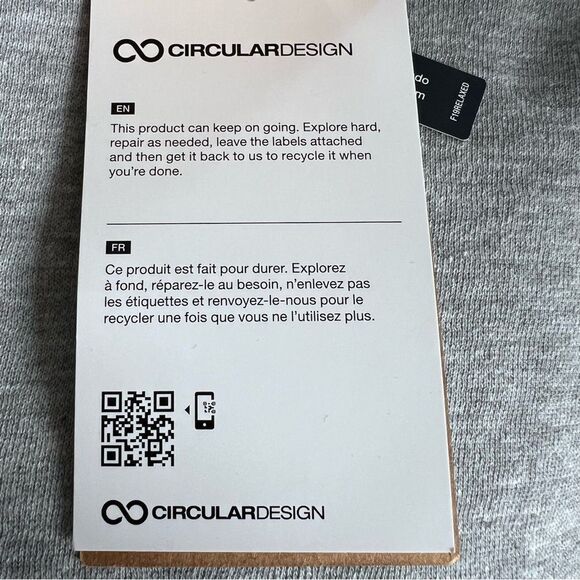 CIRCULARDESIGN
do
m
F19RELAXED
EN
This product can keep on going. Explore hard,
repair as needed, leave the labels attached
and then get it back to us to recycle it when
you're done.
FR
Ce produit est fait pour durer. Explorez
à fond, réparez-le au besoin, n'enlevez pas
les étiquettes et renvoyez-le-nous pour le
recycler une fois que vous ne l'utilisez plus.
CIRCULARDESIGN